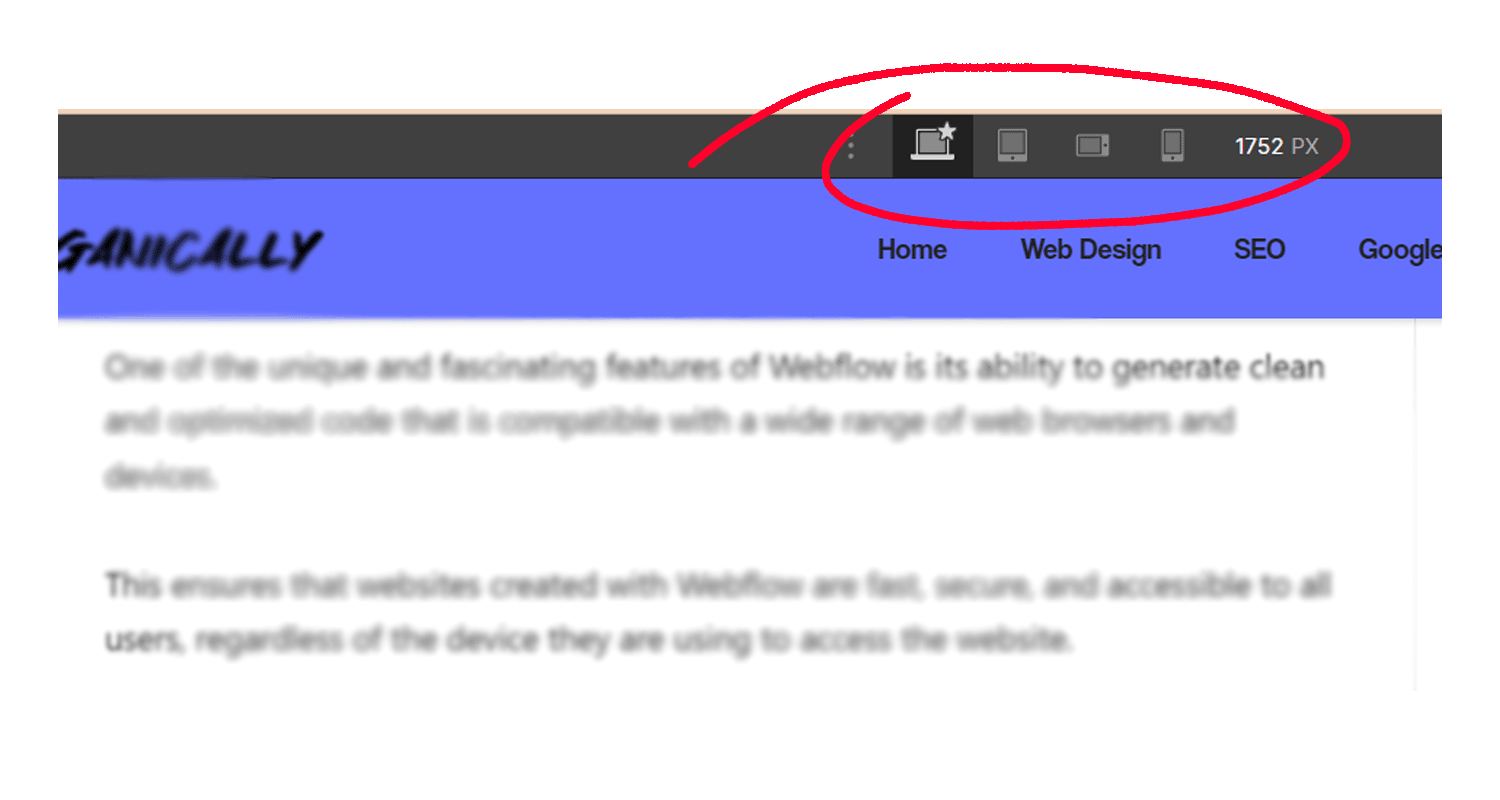 1752 PX
GANICALLY
Home Web Design SEO Google
One of the unique and fascinating features of Webflow is its ability to generate clean
and optimized code that is compatible with a wide range of web browsers and
devices.
This ensures that websites created with Webflow are fast, secure, and accessible to all
users, regardless of the device they are using to access the website.